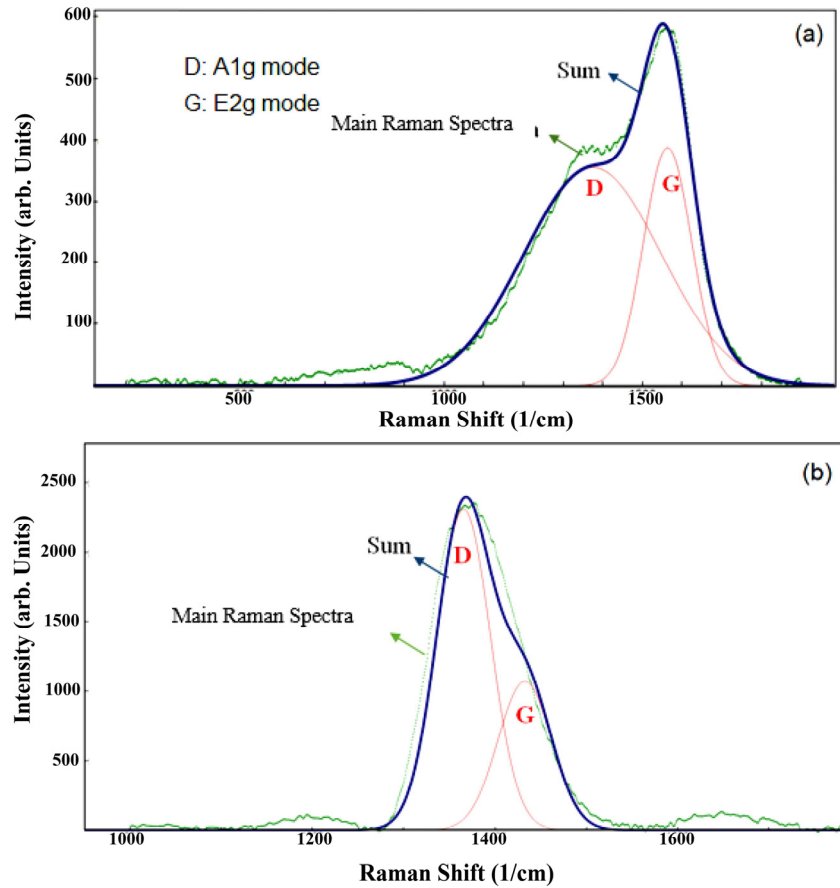 600
(a)
D: A1g mode
G: E2g mode
Sum
500
Main Raman Spectra
400
D
G
300
200
100
Intensity (arb. Units)
500
1000
1500
Raman Shift (1/cm)
(b)
2500
Sum
D
2000
Main Raman Spectra
1500
1000
G
500
Intensity (arb. Units)
1000
1200
1400
1600
Raman Shift (1/cm)